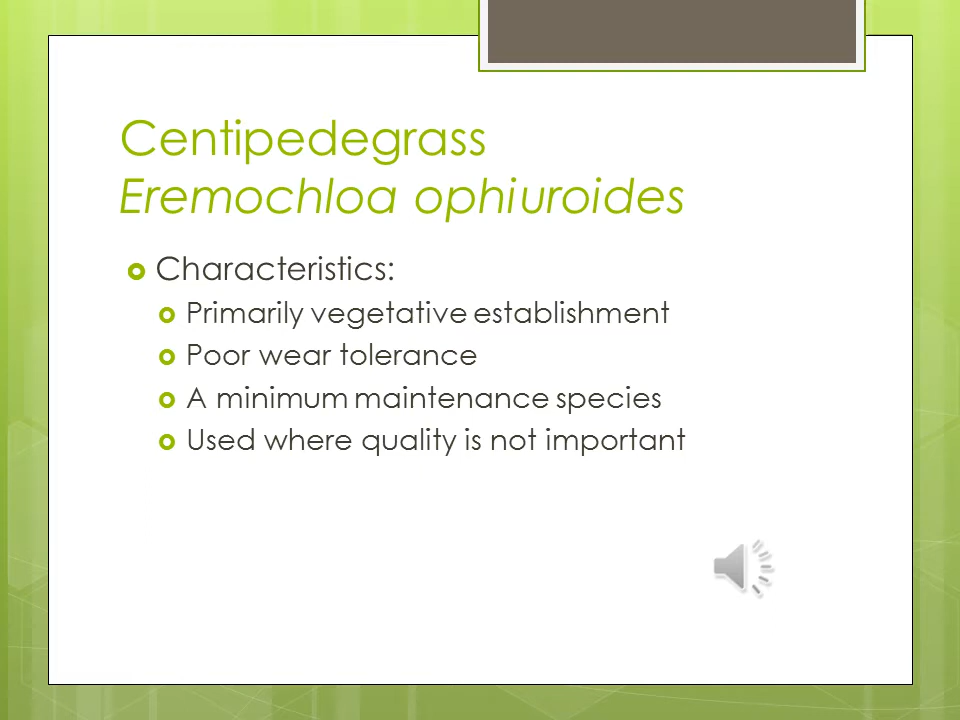 Centipedegrass
Eremochloa ophiuroides
Characteristics:
Primarily vegetative establishment
Poor wear tolerance
A minimum maintenance species
Used where quality is not important